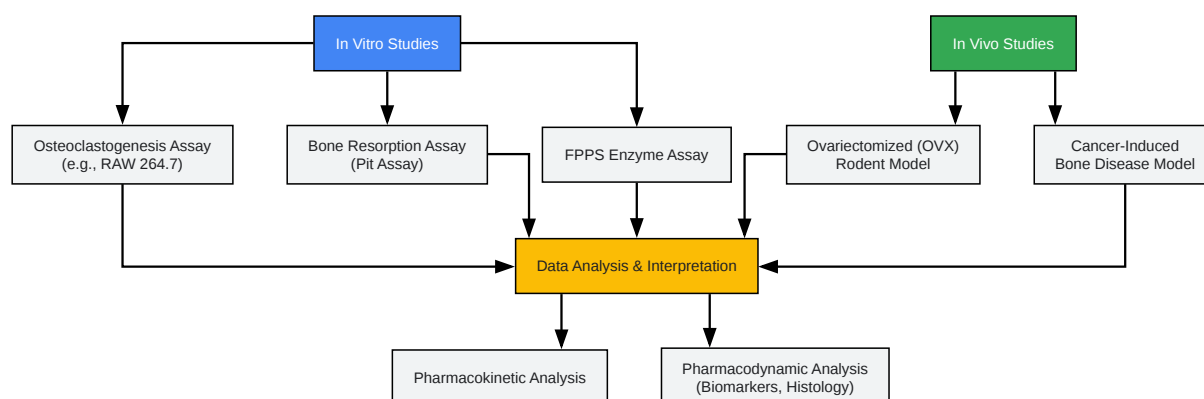 In Vitro Studies
In Vivo Studies
Osteoclastogenesis Assay
(e.g., RAW 264.7)
Bone Resorption Assay
(Pit Assay)
FPPS Enzyme Assay
Ovariectomized (OVX)
Rodent Model
Cancer-Induced
Bone Disease Model
Data Analysis & Interpretation
Pharmacokinetic Analysis
Pharmacodynamic Analysis
(Biomarkers, Histology)